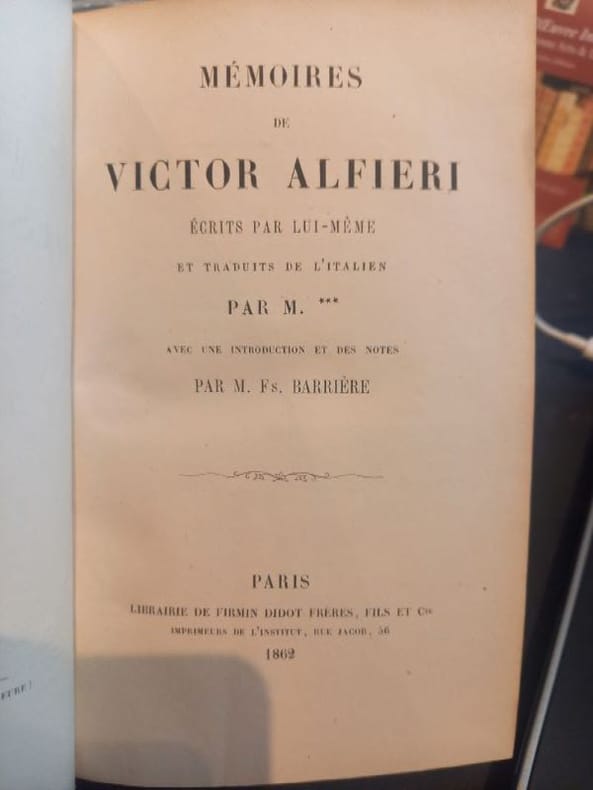 MÉMOIRES
DE
VICTOR ALFIERI
ÉCRITS PAR LUI-MÊME
ET TRADUITS DE L'ITALIEN
PAR M. ***
AVEC UNE INTRODUCTION ET DES NOTES
PAR M. Fs. BARRIÈRE
PARIS
LIBRAIRIE DE FIRMIN DIDOT FRÈRES, FILS ET Cie
IMPRIMEURS DE L'INSTITUT, RUE JACOB, 56
1862